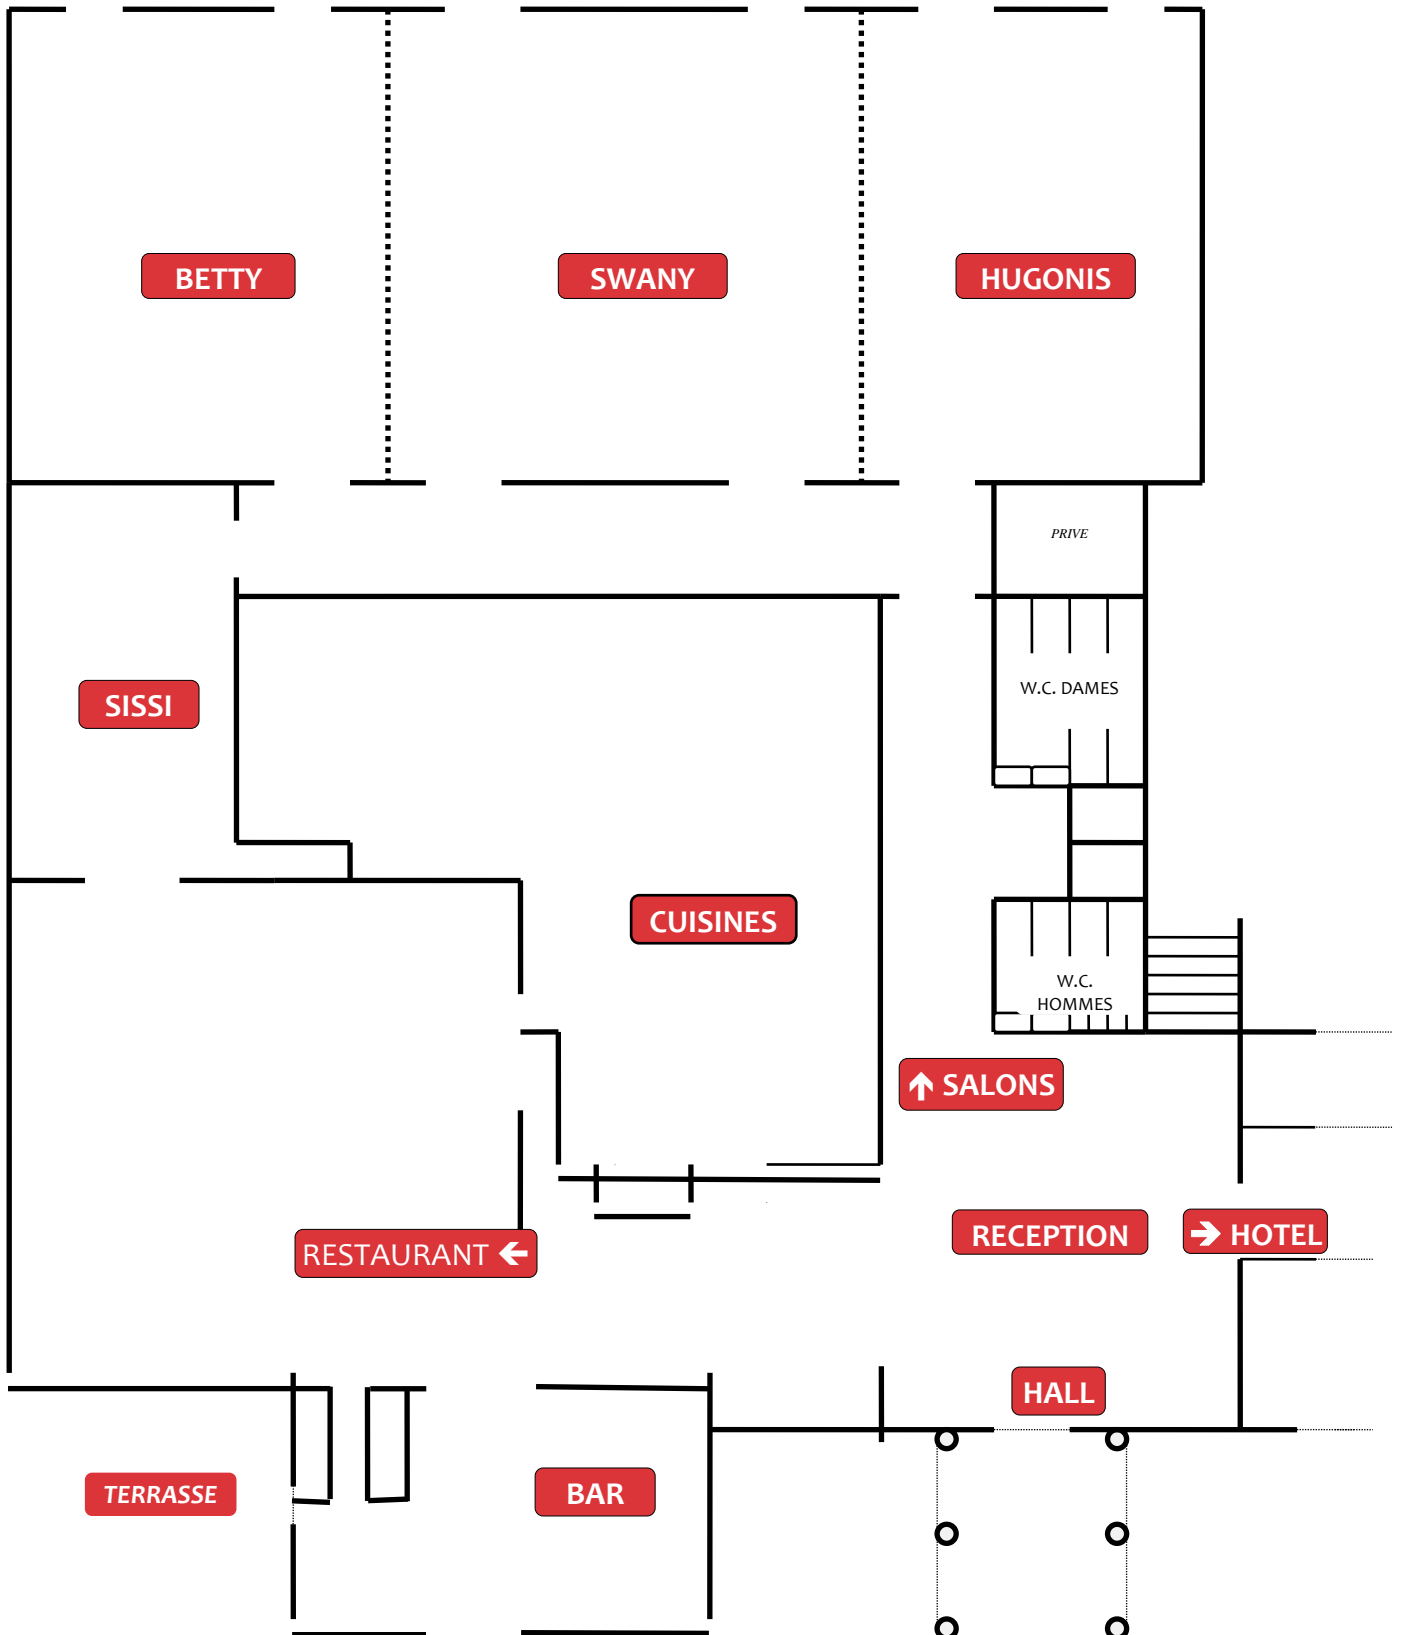 BETTY
SWANY
HUGONIS
PRIVE
W.C. DAMES
SISSI
CUISINES
W.C.
HOMMES
↑ SALONS
RECEPTION
→ HOTEL
RESTAURANT ←
HALL
TERRASSE
BAR